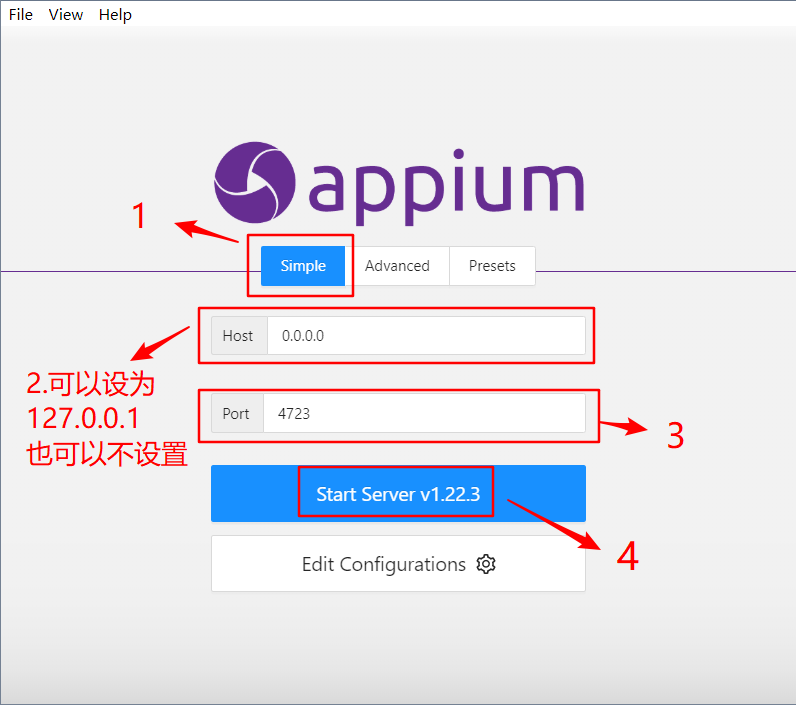 File View Help
appium
1
Simple Advanced Presets
Host 0.0.0.0
2.可以设为
127.0.0.1
也可以不设置
Port 4723
3
Start Server v1.22.3
4
Edit Configurations